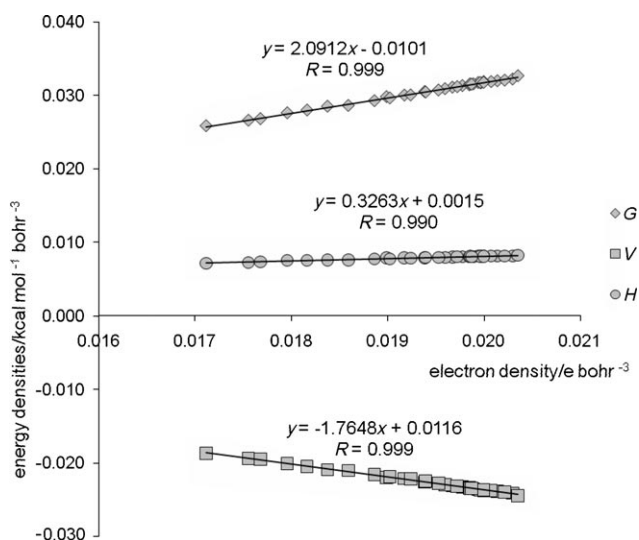 0.040
y = 2.0912x - 0.0101
R = 0.999
0.030
0.020
y = 0.3263x + 0.0015
R = 0.990
G
0.010
V
0.000
H
0.016 0.017 0.018 0.019 0.020 0.021
electron density/e bohr -3
energy densities/kcal mol-1 bohr-3
-0.010
y = -1.7648x + 0.0116
R = 0.999
-0.020
-0.030